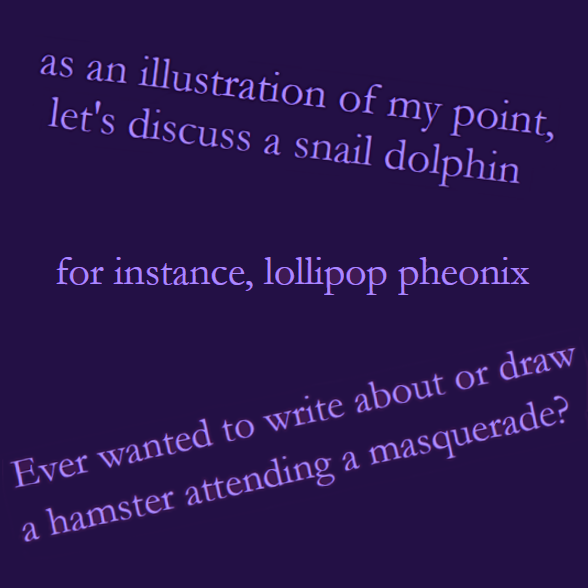 as an illustration of my point,
let's discuss a snail dolphin
for instance, lollipop pheonix
Ever wanted to write about or draw
a hamster attending a masquerade?